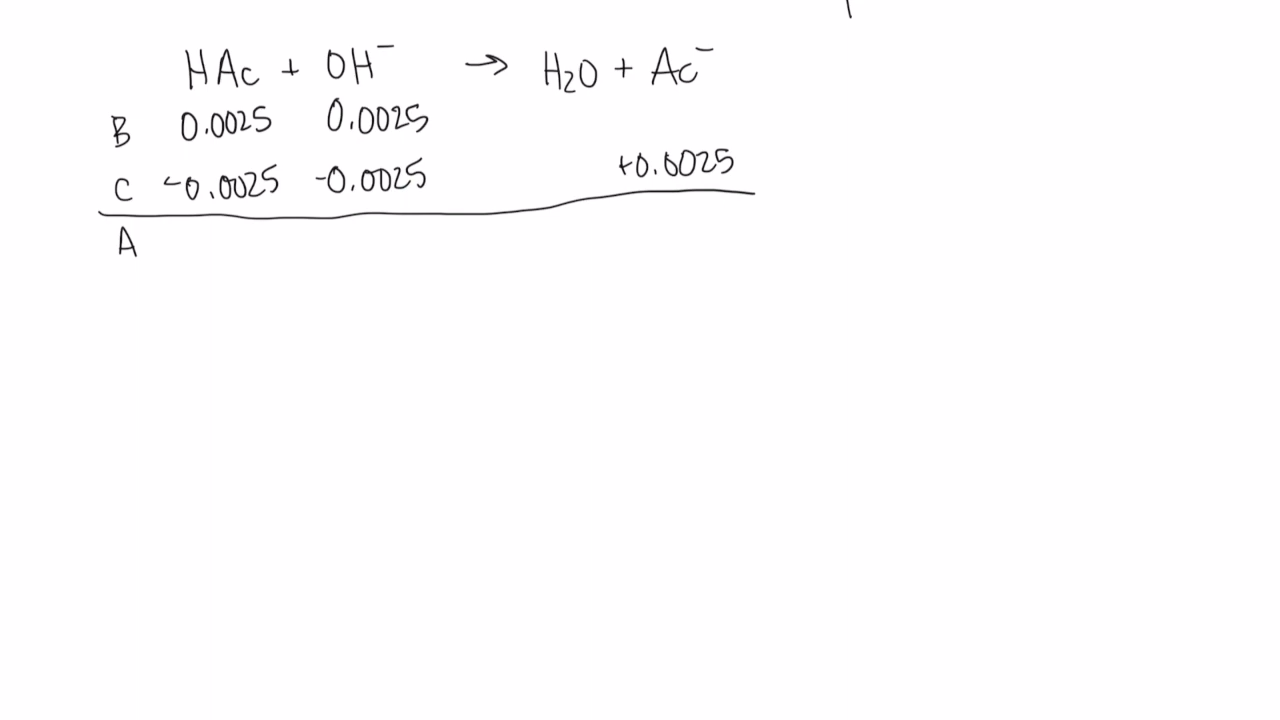 HAc + OH⁻ → H₂O + Ac⁻
B 0.0025 0.0025
C -0.0025 -0.0025 +0.0025
A